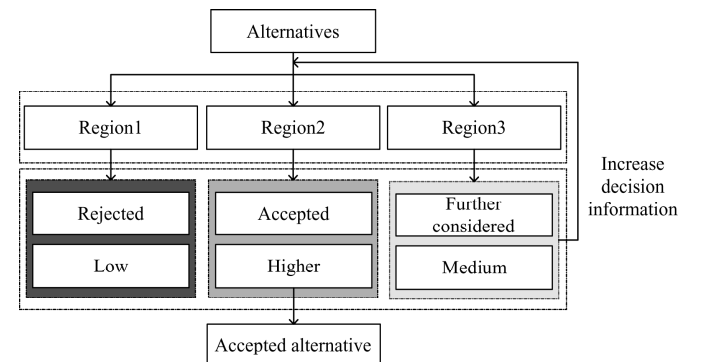 Alternatives
Region1
Region2
Region3
Increase
decision
information
Rejected
Accepted
Further
considered
Low
Higher
Medium
Accepted alternative